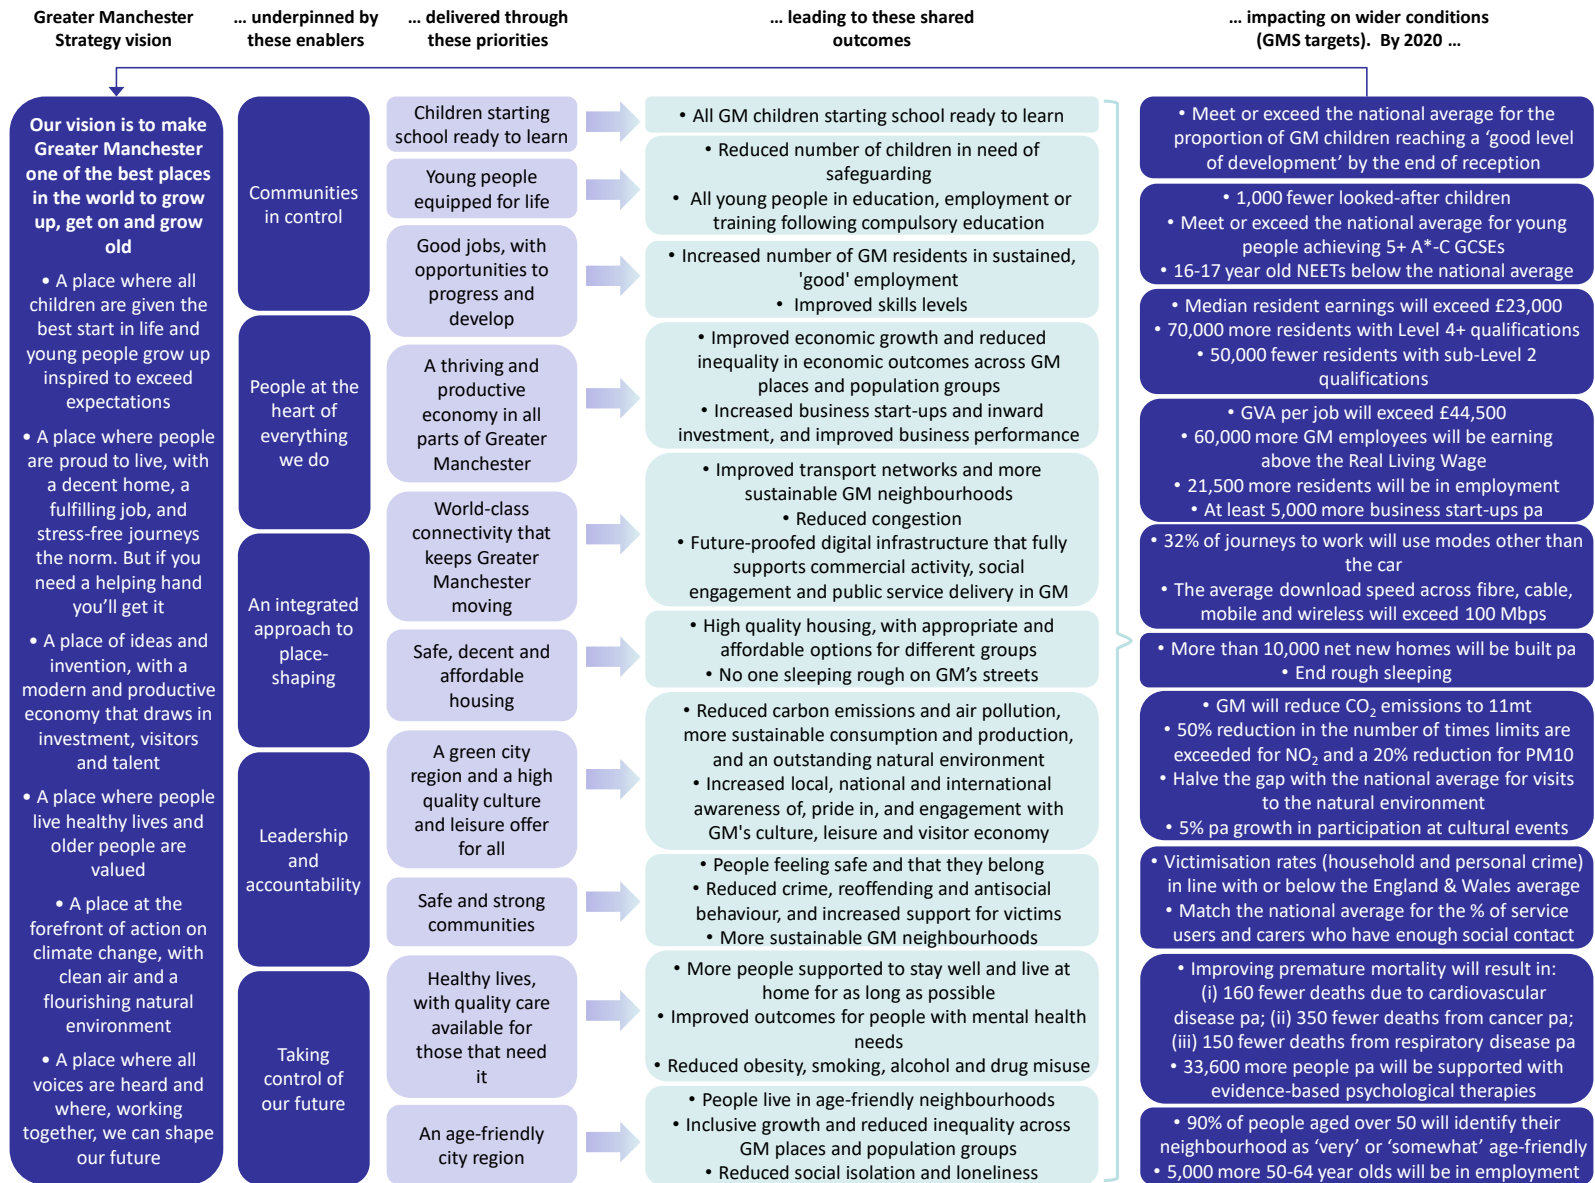 Greater Manchester
Strategy vision
… underpinned by
these enablers
… delivered through
these priorities
… leading to these shared
outcomes
… impacting on wider conditions
(GMS targets).  By 2020 …
Our vision is to make
Greater Manchester
one of the best places
in the world to grow
up, get on and grow
old
• A place where all
children are given the
best start in life and
young people grow up
inspired to exceed
expectations
• A place where people
are proud to live, with
a decent home, a
fulfilling job, and
stress-free journeys
the norm. But if you
need a helping hand
you’ll get it
• A place of ideas and
invention, with a
modern and productive
economy that draws in
investment, visitors
and talent
• A place where people
live healthy lives and
older people are
valued
• A place at the
forefront of action on
climate change, with
clean air and a
flourishing natural
environment
• A place where all
voices are heard and
where, working
together, we can shape
our future
Communities
in control
People at the
heart of
everything
we do
An integrated
approach to
place-
shaping
Leadership
and
accountability
Taking
control of
our future
Children starting
school ready to learn
Young people
equipped for life
Good jobs, with
opportunities to
progress and
develop
A thriving and
productive
economy in all
parts of Greater
Manchester
World-class
connectivity that
keeps Greater
Manchester
moving
Safe, decent and
affordable
housing
A green city
region and a high
quality culture
and leisure offer
for all
Safe and strong
communities
Healthy lives,
with quality care
available for
those that need
it
An age-friendly
city region
• All GM children starting school ready to learn
• Reduced number of children in need of
safeguarding
• All young people in education, employment or
training following compulsory education
• Increased number of GM residents in sustained,
'good' employment
• Improved skills levels
• Improved economic growth and reduced
inequality in economic outcomes across GM
places and population groups
• Increased business start-ups and inward
investment, and improved business performance
• Improved transport networks and more
sustainable GM neighbourhoods
• Reduced congestion
• Future-proofed digital infrastructure that fully
supports commercial activity, social
engagement and public service delivery in GM
• High quality housing, with appropriate and
affordable options for different groups
• No one sleeping rough on GM’s streets
• Reduced carbon emissions and air pollution,
more sustainable consumption and production,
and an outstanding natural environment
• Increased local, national and international
awareness of, pride in, and engagement with
GM's culture, leisure and visitor economy
• People feeling safe and that they belong
• Reduced crime, reoffending and antisocial
behaviour, and increased support for victims
• More sustainable GM neighbourhoods
• More people supported to stay well and live at
home for as long as possible
• Improved outcomes for people with mental health
needs
• Reduced obesity, smoking, alcohol and drug misuse
• People live in age-friendly neighbourhoods
• Inclusive growth and reduced inequality across
GM places and population groups
• Reduced social isolation and loneliness
• Meet or exceed the national average for the
proportion of GM children reaching a ‘good level
of development’ by the end of reception
• 1,000 fewer looked-after children
• Meet or exceed the national average for young
people achieving 5+ A*-C GCSEs
• 16-17 year old NEETs below the national average
• Median resident earnings will exceed £23,000
• 70,000 more residents with Level 4+ qualifications
• 50,000 fewer residents with sub-Level 2
qualifications
• GVA per job will exceed £44,500
• 60,000 more GM employees will be earning
above the Real Living Wage
• 21,500 more residents will be in employment
• At least 5,000 more business start-ups pa
• 32% of journeys to work will use modes other than
the car
• The average download speed across fibre, cable,
mobile and wireless will exceed 100 Mbps
• More than 10,000 net new homes will be built pa
• End rough sleeping
• GM will reduce CO₂ emissions to 11mt
• 50% reduction in the number of times limits are
exceeded for NO₂ and a 20% reduction for PM10
• Halve the gap with the national average for visits
to the natural environment
• 5% pa growth in participation at cultural events
• Victimisation rates (household and personal crime)
in line with or below the England & Wales average
• Match the national average for the % of service
users and carers who have enough social contact
• Improving premature mortality will result in:
(i) 160 fewer deaths due to cardiovascular
disease pa; (ii) 350 fewer deaths from cancer pa;
(iii) 150 fewer deaths from respiratory disease pa
• 33,600 more people pa will be supported with
evidence-based psychological therapies
• 90% of people aged over 50 will identify their
neighbourhood as ‘very’ or ‘somewhat’ age-friendly
• 5,000 more 50-64 year olds will be in employment